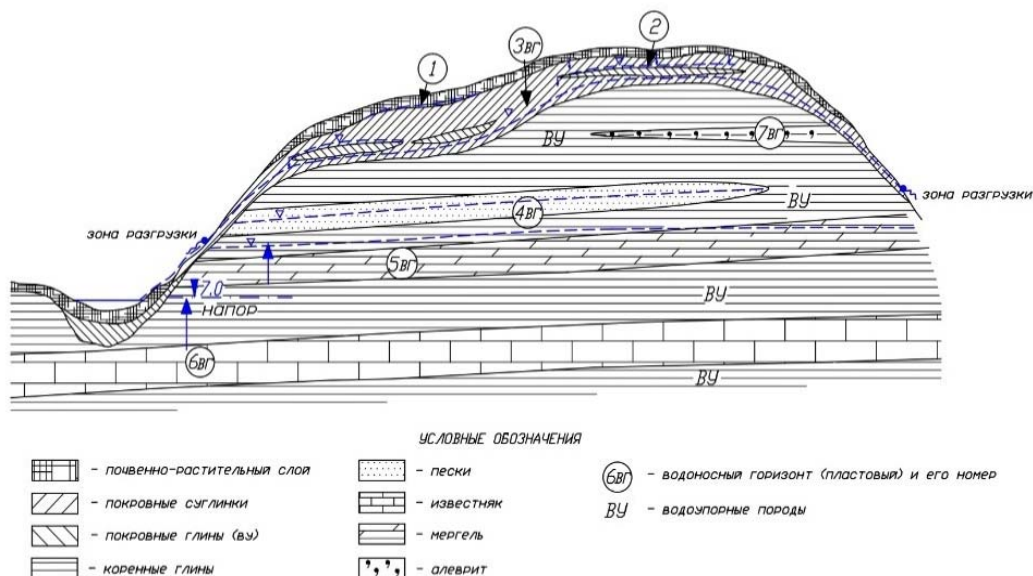 2
3вг
1
ВУ
7вг
ВУ
зона разгрузки
4вг
зона разгрузки
5вг
7.0
НАПОР
ВУ
6вг
ВУ
УСЛОВНЫЕ ОБОЗНАЧЕНИЯ
- почвенно-растительный слой
- покровные суглинки
- покровные глины (ву)
- коренные глины
- пески
- известняк
- мергель
- алеврит
6вг - водоносный горизонт (пластовый) и его номер
ВУ - водоупорные породы